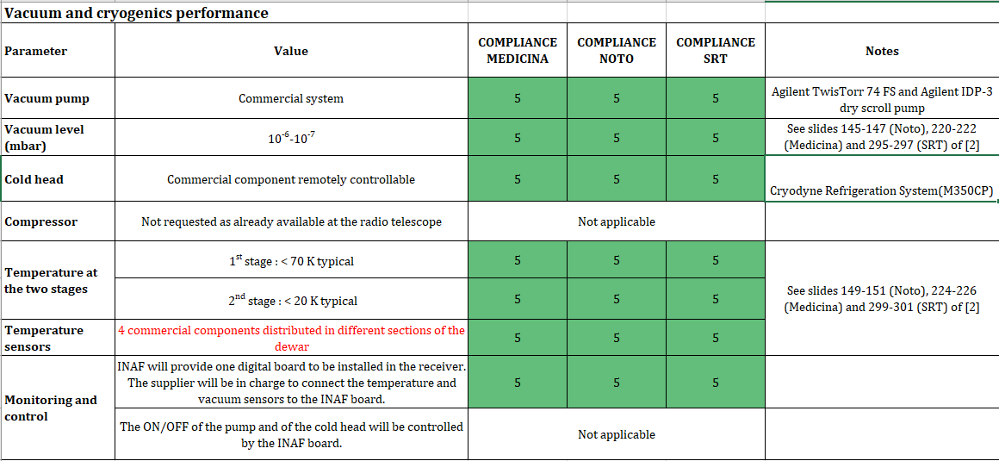 Vacuum and cryogenics performance
Parameter
Value
COMPLIANCE
MEDICINA
COMPLIANCE
NOTO
COMPLIANCE
SRT
Notes
Vacuum pump
Commercial system
5
5
5
Agilent TwisTorr 74 FS and Agilent IDP-3
dry scroll pump
Vacuum level
(mbar)
10⁻⁶-10⁻⁷
5
5
5
See slides 145-147 (Noto), 220-222
(Medicina) and 295-297 (SRT) of [2]
Cold head
Commercial component remotely controllable
5
5
5
Cryodyne Refrigeration System(M350CP)
Compressor
Not requested as already available at the radio telescope
Not applicable
Temperature at
the two stages
1ˢᵗ stage : < 70 K typical
5
5
5
2ⁿᵈ stage : < 20 K typical
5
5
5
See slides 149-151 (Noto), 224-226
(Medicina) and 299-301 (SRT) of [2]
Temperature
sensors
4 commercial components distributed in different sections of the
dewar
5
5
5
Monitoring and
control
INAF will provide one digital board to be installed in the receiver.
The supplier will be in charge to connect the temperature and
vacuum sensors to the INAF board.
5
5
5
The ON/OFF of the pump and of the cold head will be controlled
by the INAF board.
Not applicable